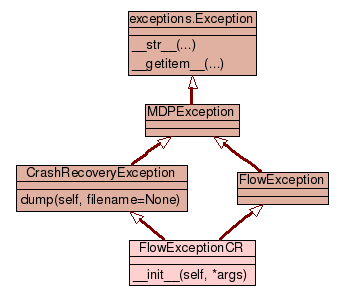 exceptions.Exception
__str__(...)
__getitem__(...)
MDPException
CrashRecoveryException
dump(self, filename=None)
FlowException
FlowExceptionCR
__init__(self, *args)